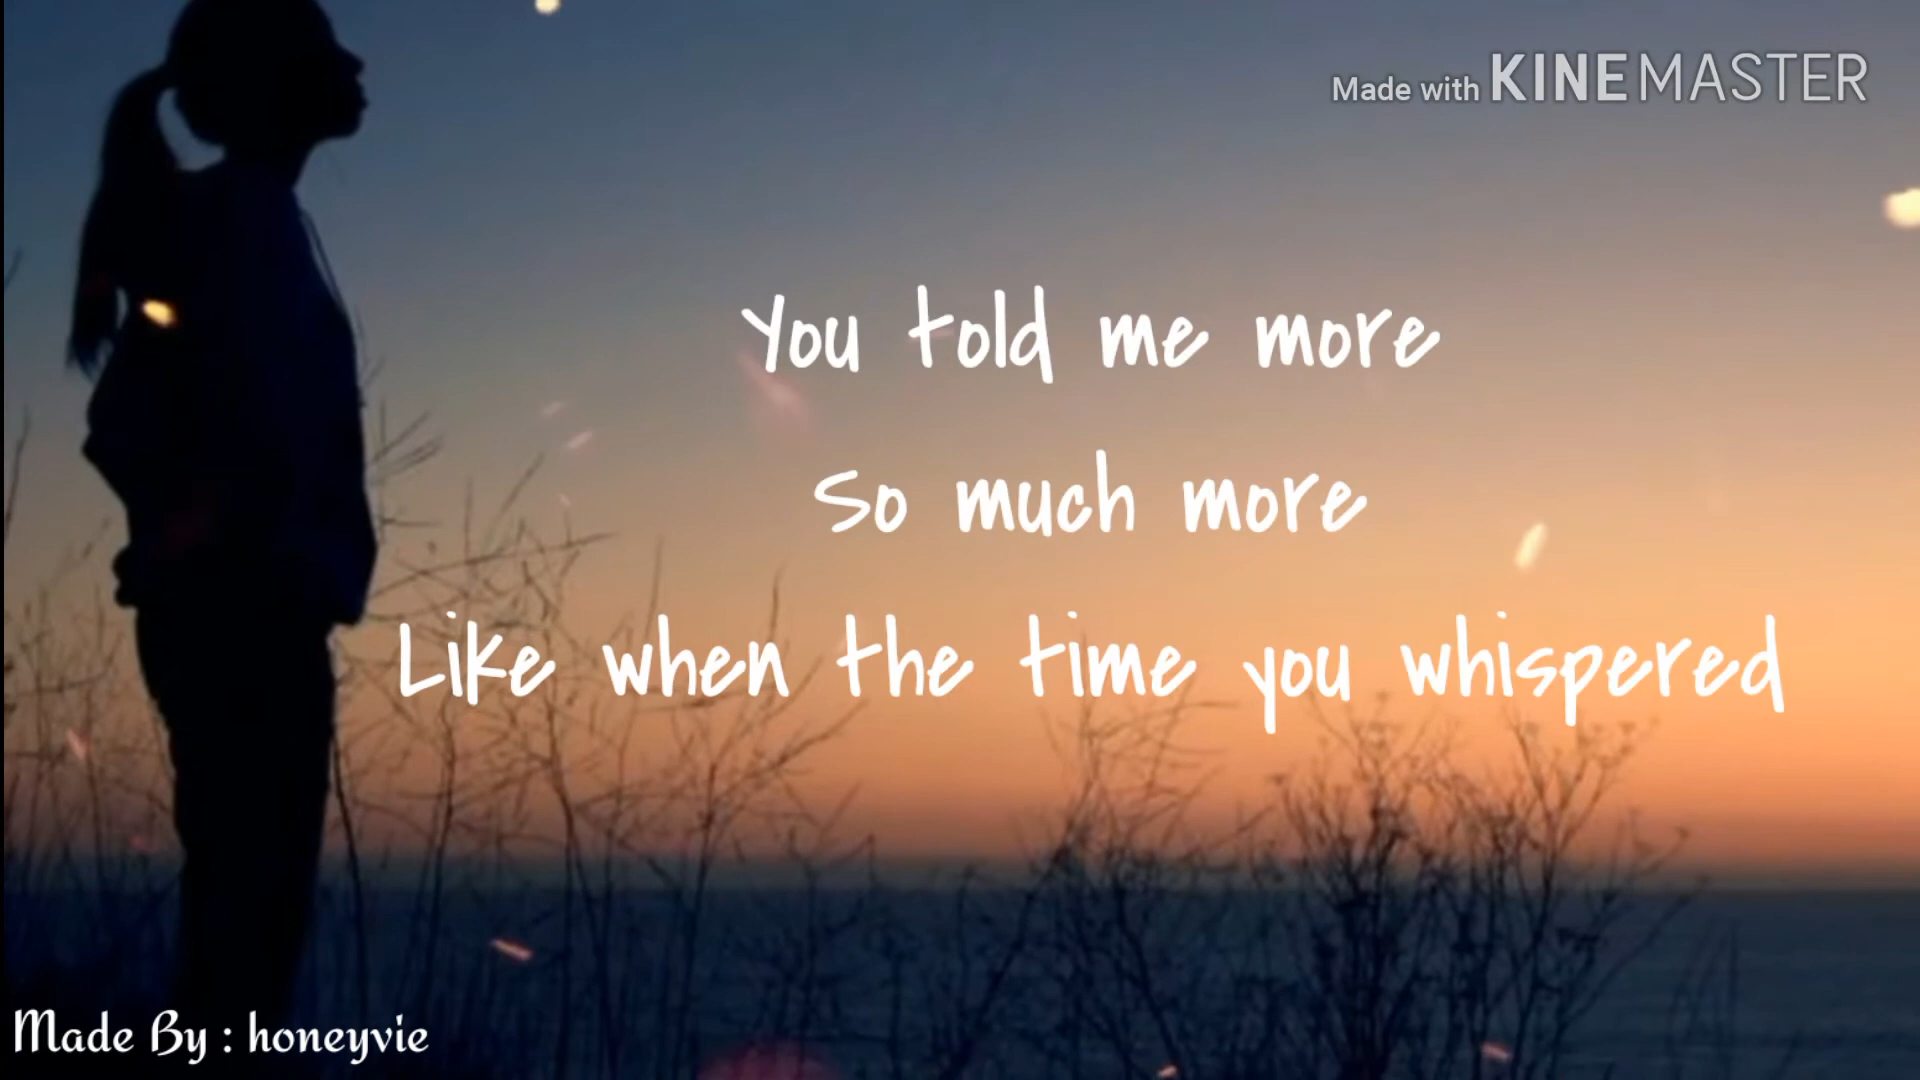 Made with KINEMASTER
You told me more
So much more
Like when the time you whispered
Made By : honeyvie